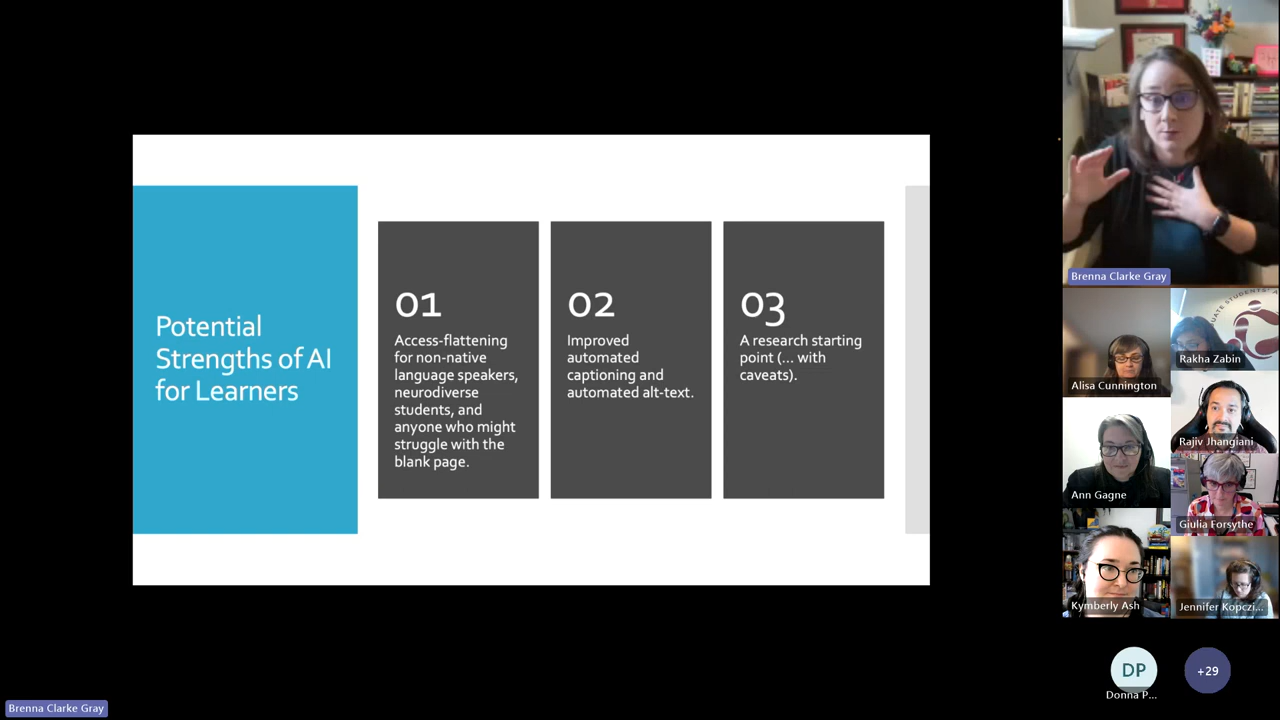 Potential
Strengths of AI
for Learners
01
Access-flattening
for non-native
language speakers,
neurodiverse
students, and
anyone who might
struggle with the
blank page.
02
Improved
automated
captioning and
automated alt-text.
03
A research starting
point (... with
caveats).
Brenna Clarke Gray
Alisa Cunnington
UATE STUDENTS' A
Rakha Zabin
Ann Gagne
Rajiv Jhangiani
Giulia Forsythe
Kymberly Ash
Jennifer Kopczi...
DP
Donna P...
+29
Brenna Clarke Gray